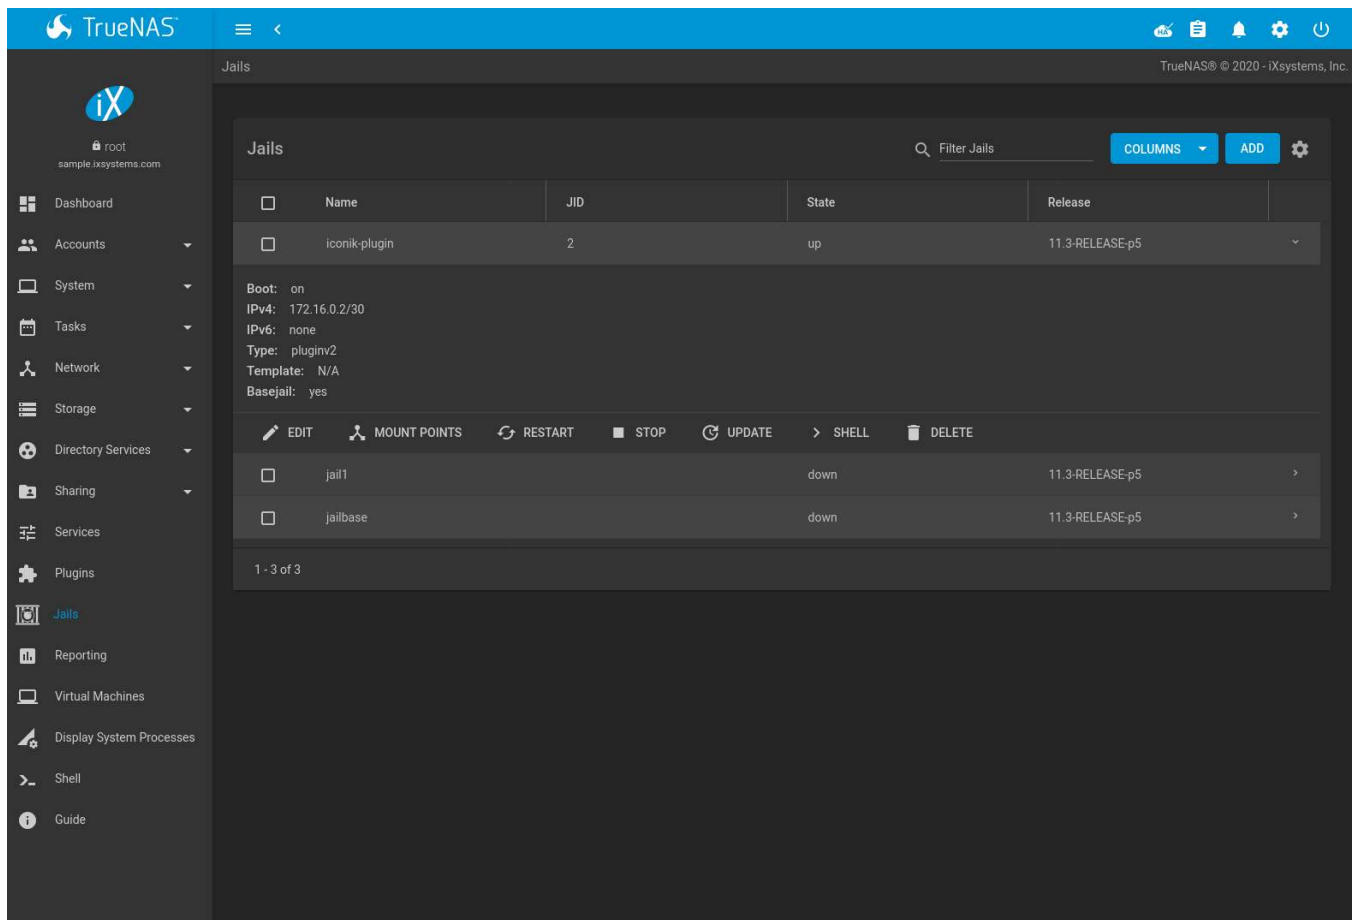 TrueNAS™
Jails
TrueNAS® © 2020 - iXsystems, Inc.
iX
root
sample.ixsystems.com
Dashboard
Accounts
System
Tasks
Network
Storage
Directory Services
Sharing
Services
Plugins
Jails
Reporting
Virtual Machines
Display System Processes
Shell
Guide
Jails
Filter Jails
COLUMNS
ADD
Name JID State Release
iconik-plugin 2 up 11.3-RELEASE-p5
Boot: on
IPv4: 172.16.0.2/30
IPv6: none
Type: pluginv2
Template: N/A
Basejail: yes
EDIT MOUNT POINTS RESTART STOP UPDATE SHELL DELETE
jail1 down 11.3-RELEASE-p5
jailbase down 11.3-RELEASE-p5
1 - 3 of 3